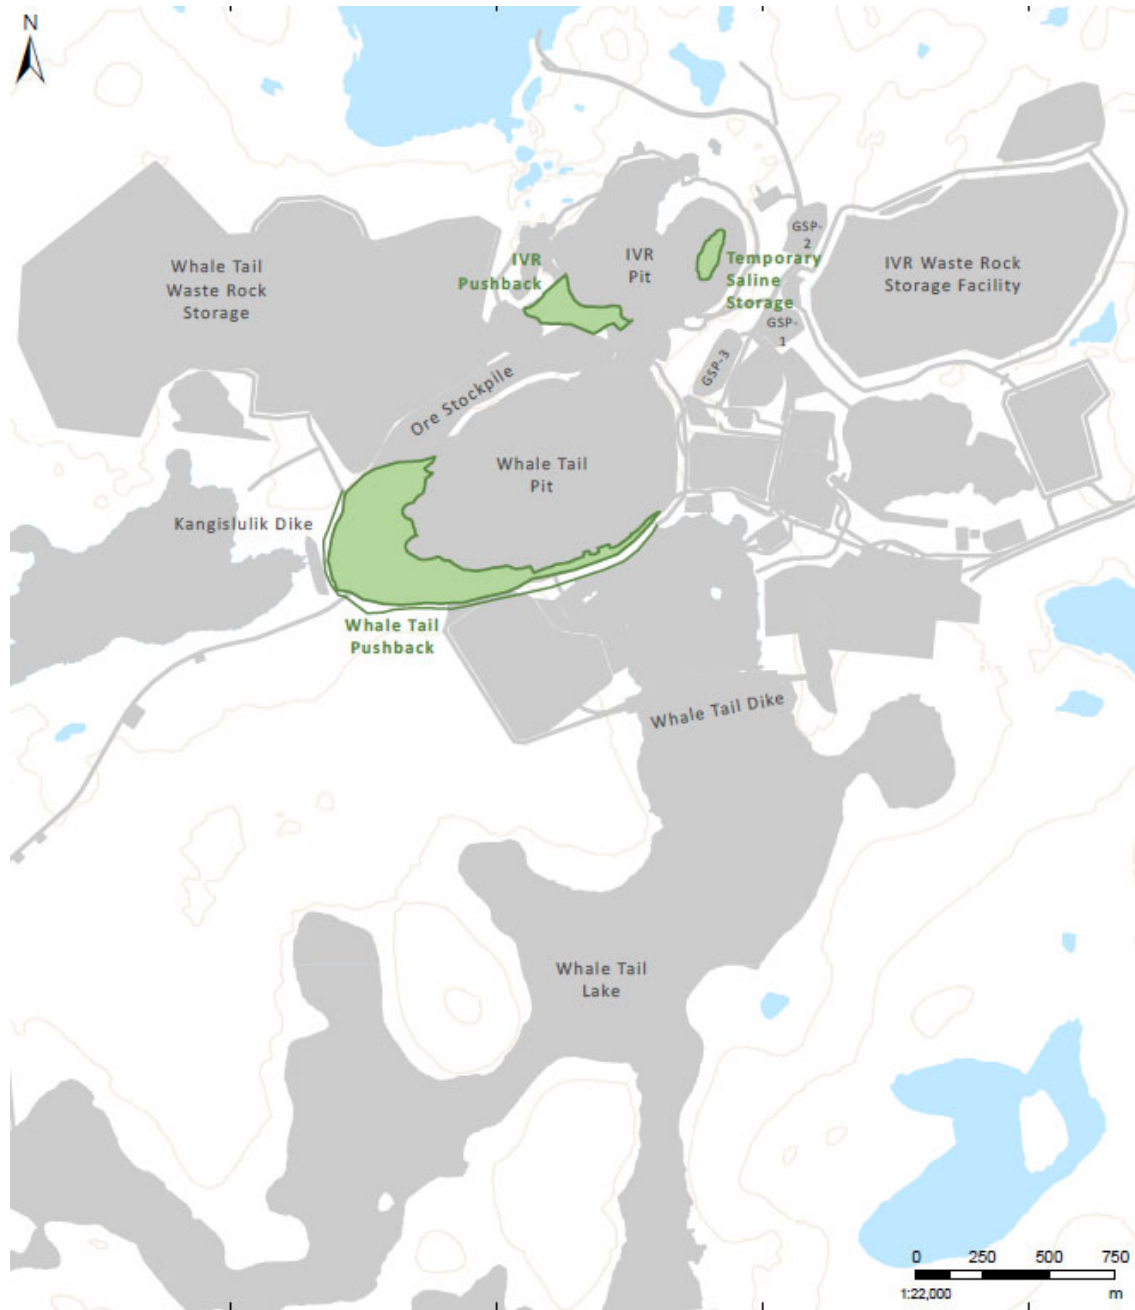 N
GSP-
2
Whale Tail
Waste Rock
Storage
IVR
Pushback
IVR
Pit
Temporary
Saline
Storage
IVR Waste Rock
Storage Facility
GSP-
1
GSP-3
Ore Stockpile
Whale Tail
Pit
Kangislulik Dike
Whale Tail
Pushback
Whale Tail Dike
Whale Tail
Lake
0 250 500 750
1:22,000 m